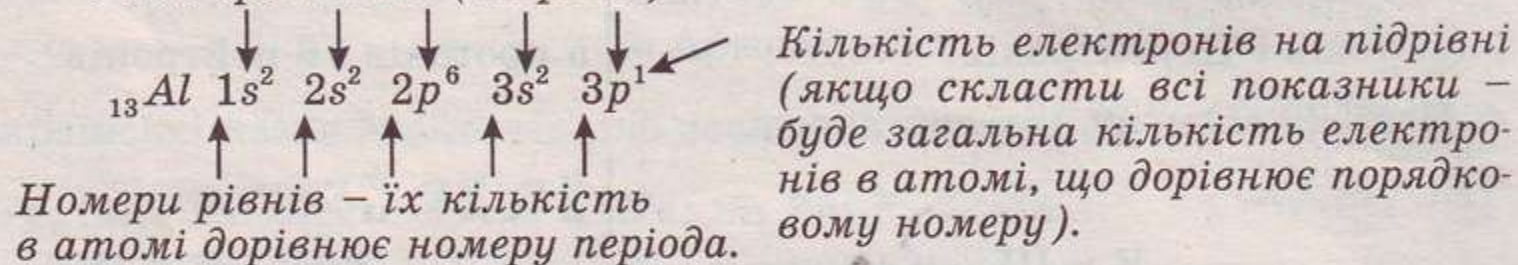 ₁₃Al 1s² 2s² 2p⁶ 3s² 3p¹
Номери рівнів – їх кількість
в атомі дорівнює номеру періода.
Кількість електронів на підрівні
(якщо скласти всі показники –
буде загальна кількість електро-
нів в атомі, що дорівнює порядко-
вому номеру).